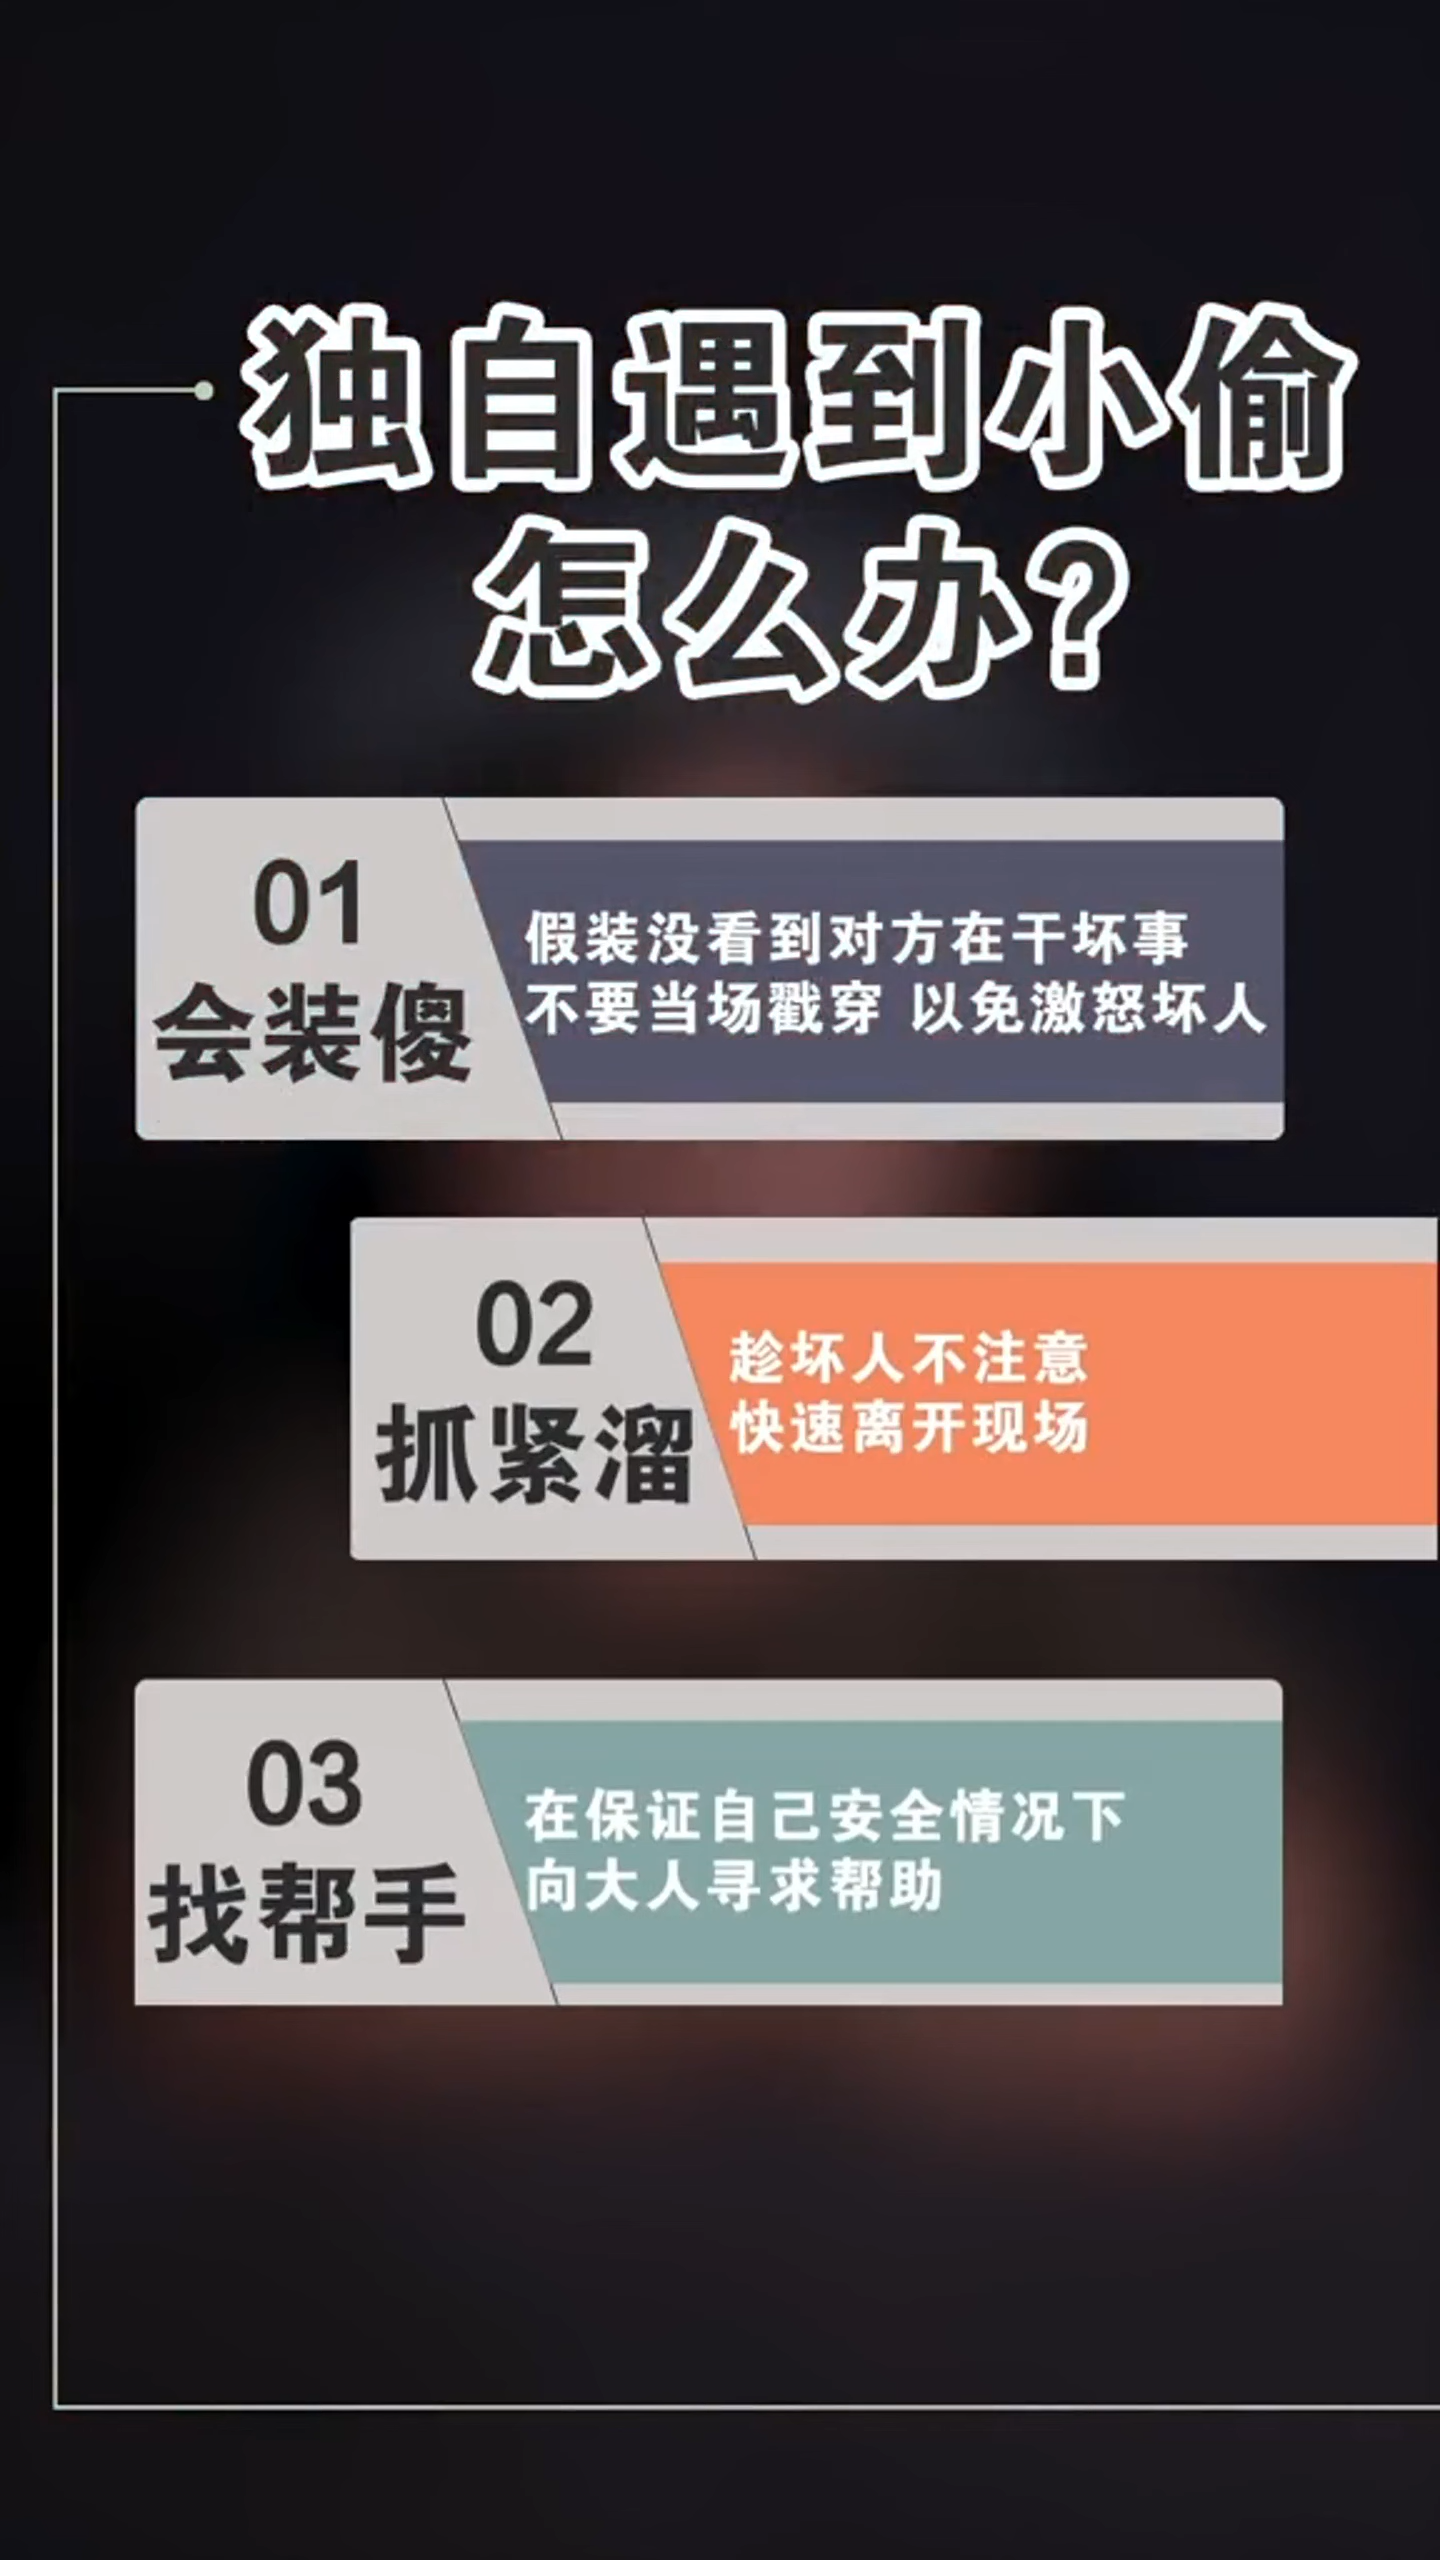 独自遇到小偷
怎么办?
01
会装傻
假装没看到对方在干坏事
不要当场戳穿 以免激怒坏人
02
抓紧溜
趁坏人不注意
快速离开现场
03
找帮手
在保证自己安全情况下
向大人寻求帮助